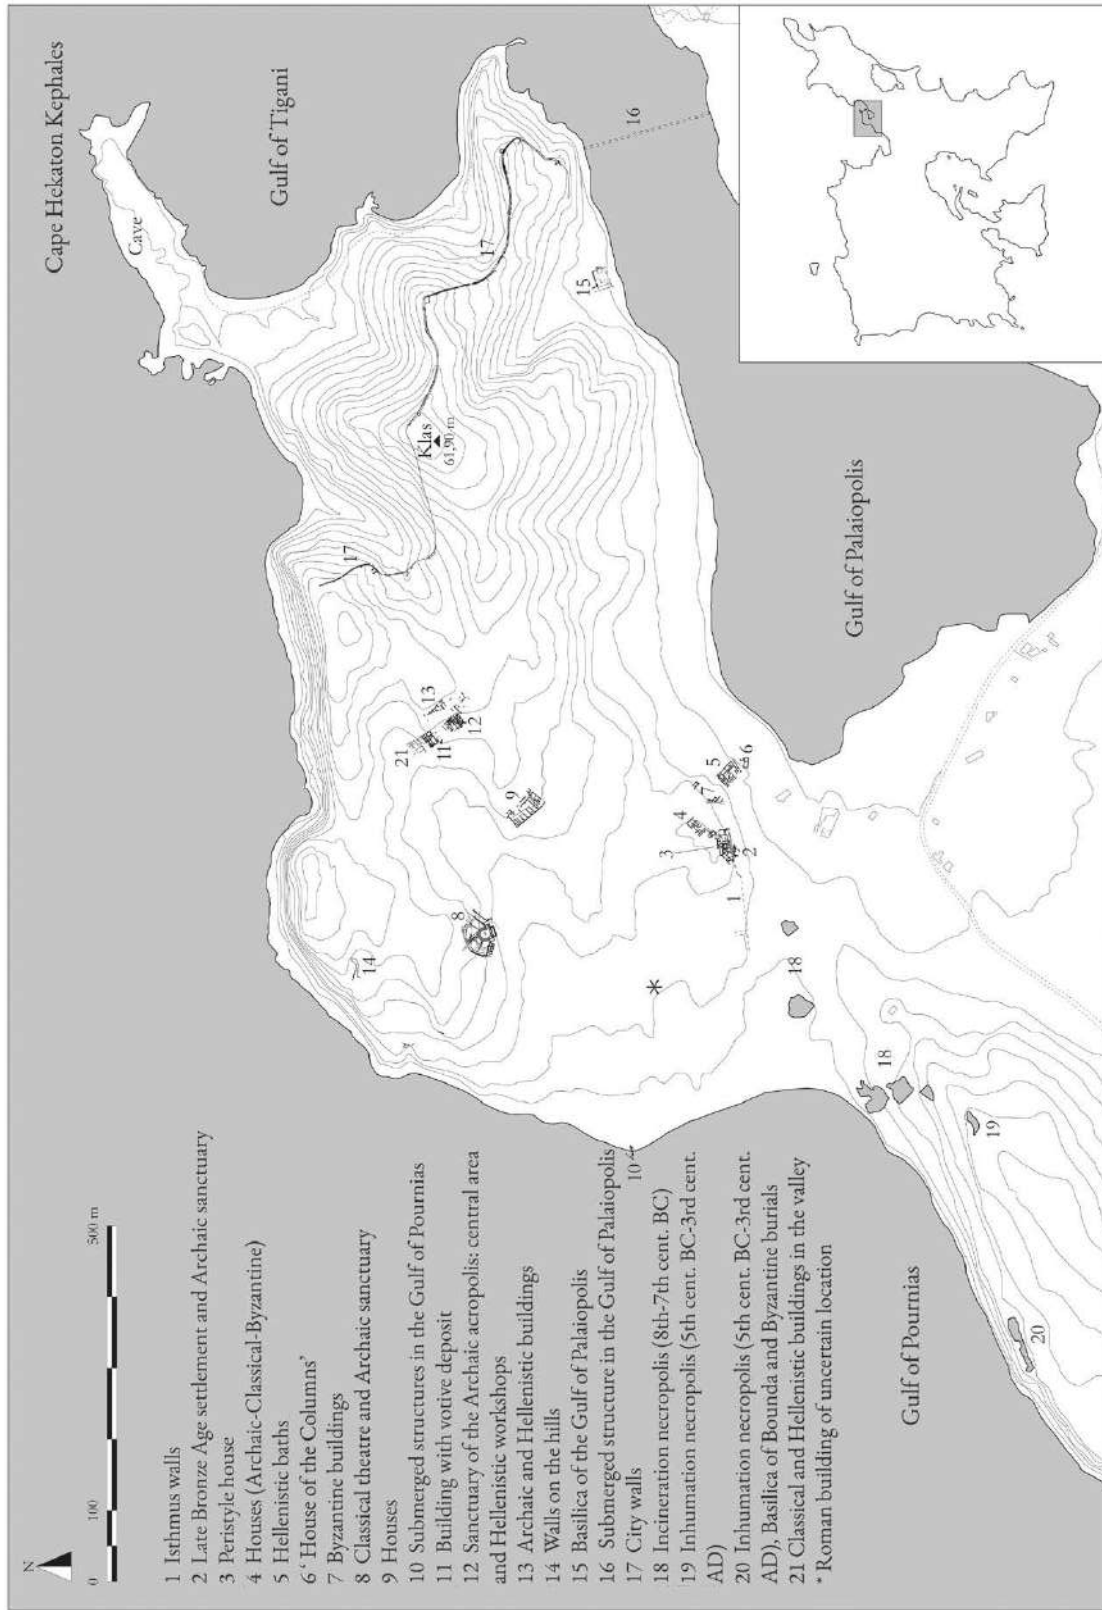 N
0 100 500 m
1 Isthmus walls
2 Late Bronze Age settlement and Archaic sanctuary
3 Peristyle house
4 Houses (Archaic-Classical-Byzantine)
5 Hellenistic baths
6 ‘ House of the Columns’
7 Byzantine buildings
8 Classical theatre and Archaic sanctuary
9 Houses
10 Submerged structures in the Gulf of Pournias
11 Building with votive deposit
12 Sanctuary of the Archaic acropolis: central area
and Hellenistic workshops
13 Archaic and Hellenistic buildings
14 Walls on the hills
15 Basilica of the Gulf of Palaiopolis
16 Submerged structure in the Gulf of Palaiopolis
17 City walls
18 Incineration necropolis (8th-7th cent. BC)
19 Inhumation necropolis (5th cent. BC-3rd cent.
AD)
20 Inhumation necropolis (5th cent. BC-3rd cent.
AD), Basilica of Bounda and Byzantine burials
21 Classical and Hellenistic buildings in the valley
* Roman building of uncertain location
Cape Hekaton Kephales
Cave
Gulf of Tigani
17
17
Klas
61,90 m
16
15
14
21
13
11
12
8
9
*
4
7
5
6
3
2
1
10
18
18
19
20
Gulf of Palaiopolis
Gulf of Pournias